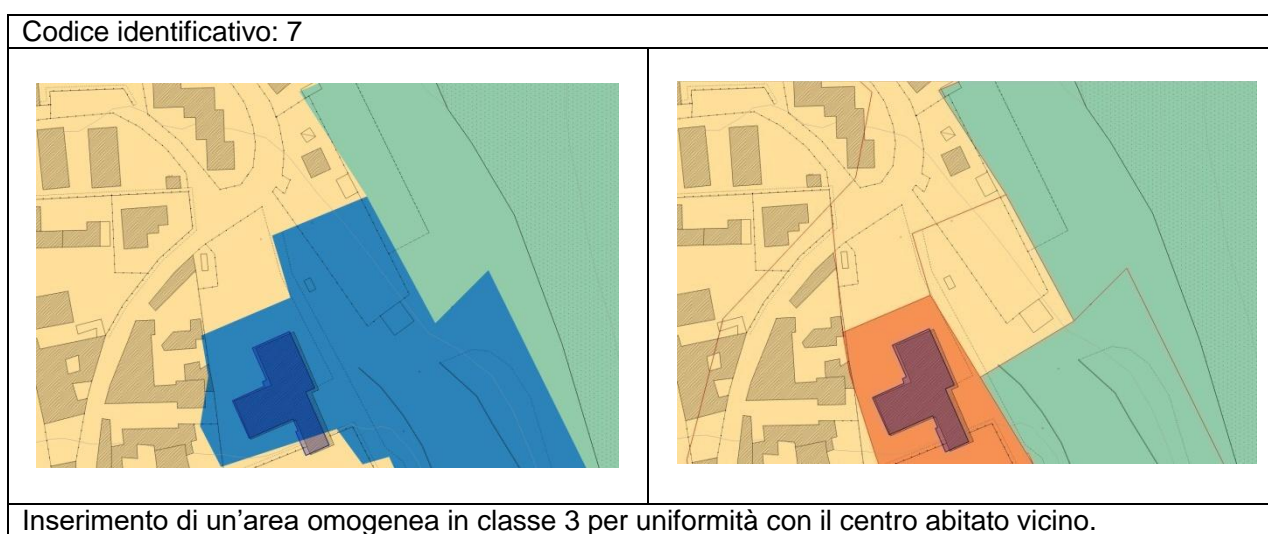 Codice identificativo: 7
Inserimento di un’area omogenea in classe 3 per uniformità con il centro abitato vicino.